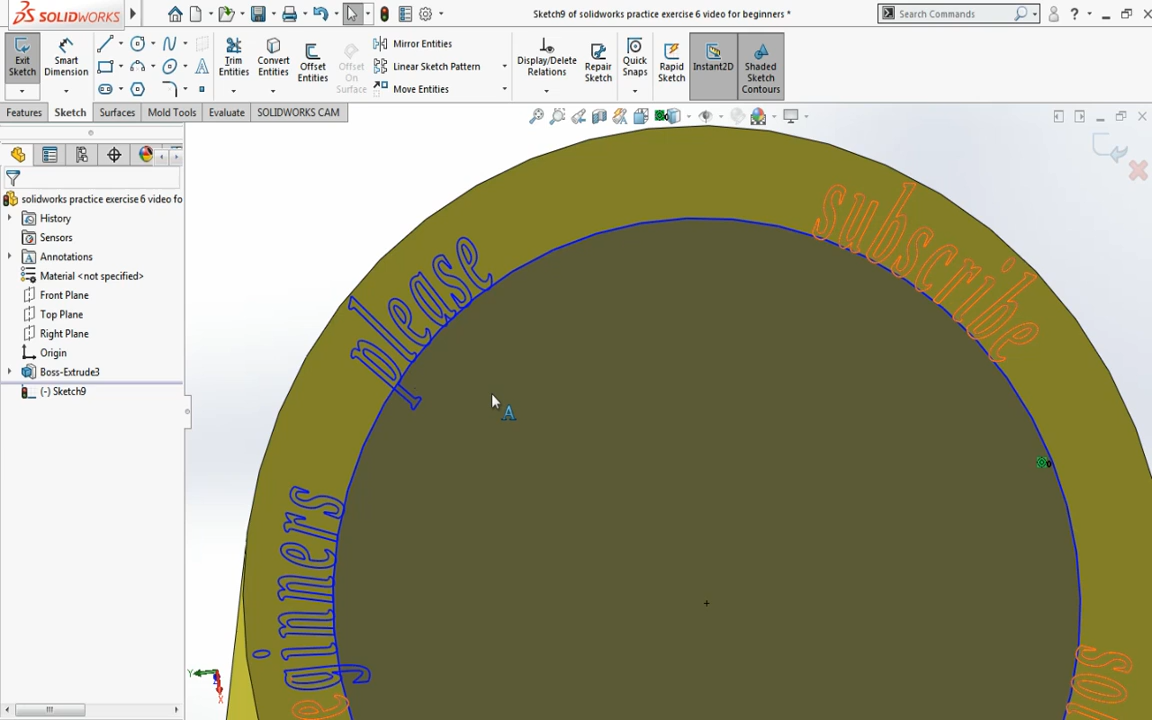 SOLIDWORKS
Sketch9 of solidworks practice exercise 6 video for beginners *
Search Commands
?
Exit Sketch
Smart Dimension
Trim Entities
Convert Entities
Offset Entities
Offset On Surface
Mirror Entities
Linear Sketch Pattern
Move Entities
Display/Delete Relations
Repair Sketch
Quick Snaps
Rapid Sketch
Instant2D
Shaded Sketch Contours
Features
Sketch
Surfaces
Mold Tools
Evaluate
SOLIDWORKS CAM
solidworks practice exercise 6 video fo
History
Sensors
Annotations
Material <not specified>
Front Plane
Top Plane
Right Plane
Origin
Boss-Extrude3
(-) Sketch9
please
subscribe
A
e ginners
so
Y
X